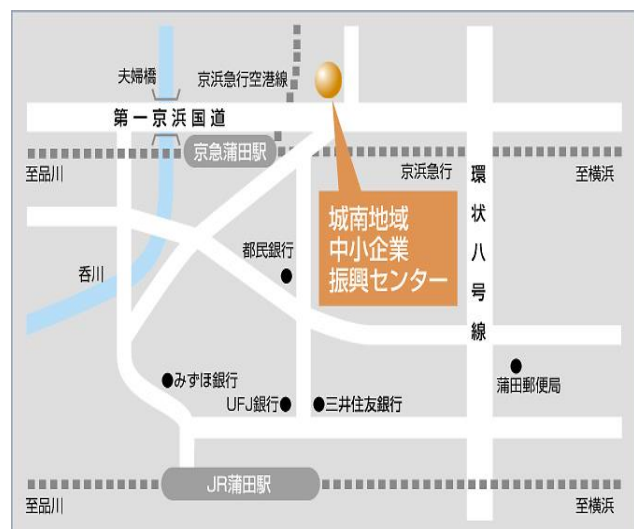 夫婦橋
京浜急行空港線
第一京浜国道
京急蒲田駅
至品川
京浜急行
至横浜
環状八号線
城南地域
中小企業
振興センター
都民銀行
呑川
みずほ銀行
UFJ銀行
三井住友銀行
蒲田郵便局
JR蒲田駅
至品川
至横浜